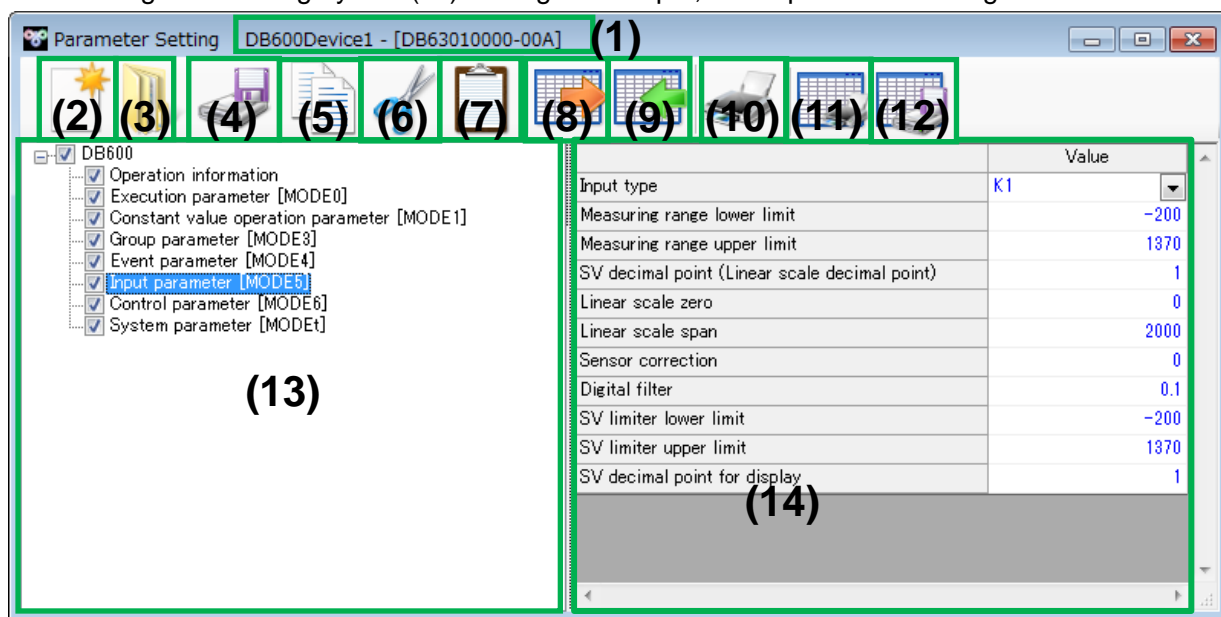 Parameter Setting DB600Device1 - [DB63010000-00A] (1)
(2) (3) (4) (5) (6) (7) (8) (9) (10) (11) (12)
DB600
Operation information
Execution parameter [MODE0]
Constant value operation parameter [MODE1]
Group parameter [MODE3]
Event parameter [MODE4]
Input parameter [MODE5]
Control parameter [MODE6]
System parameter [MODEt]
(13)
Value
Input type K1
Measuring range lower limit -200
Measuring range upper limit 1370
SV decimal point (Linear scale decimal point) 1
Linear scale zero 0
Linear scale span 2000
Sensor correction 0
Digital filter 0.1
SV limiter lower limit -200
SV limiter upper limit 1370
SV decimal point for display 1
(14)